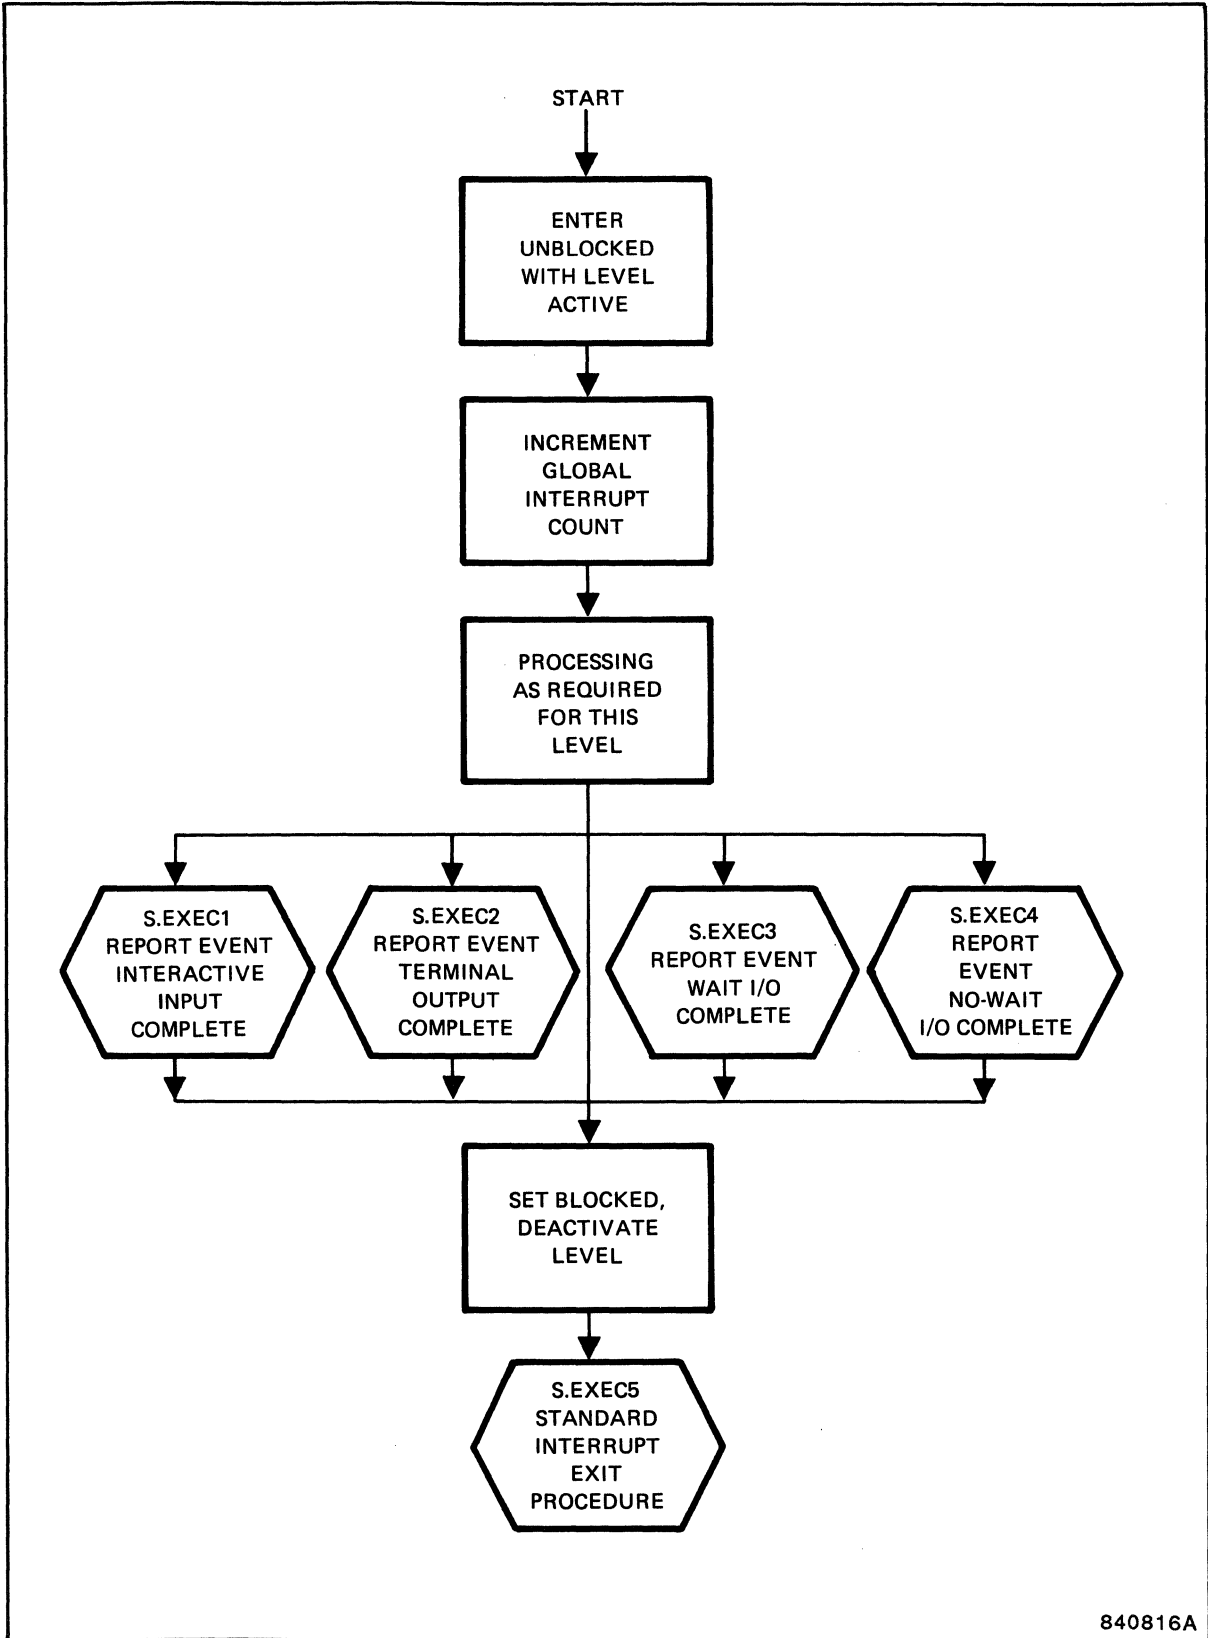 START
ENTER
UNBLOCKED
WITH LEVEL
ACTIVE
INCREMENT
GLOBAL
INTERRUPT
COUNT
PROCESSING
AS REQUIRED
FOR THIS
LEVEL
S.EXEC1
REPORT EVENT
INTERACTIVE
INPUT
COMPLETE
S.EXEC2
REPORT EVENT
TERMINAL
OUTPUT
COMPLETE
S.EXEC3
REPORT EVENT
WAIT I/O
COMPLETE
S.EXEC4
REPORT
EVENT
NO-WAIT
I/O COMPLETE
SET BLOCKED,
DEACTIVATE
LEVEL
S.EXEC5
STANDARD
INTERRUPT
EXIT
PROCEDURE
840816A